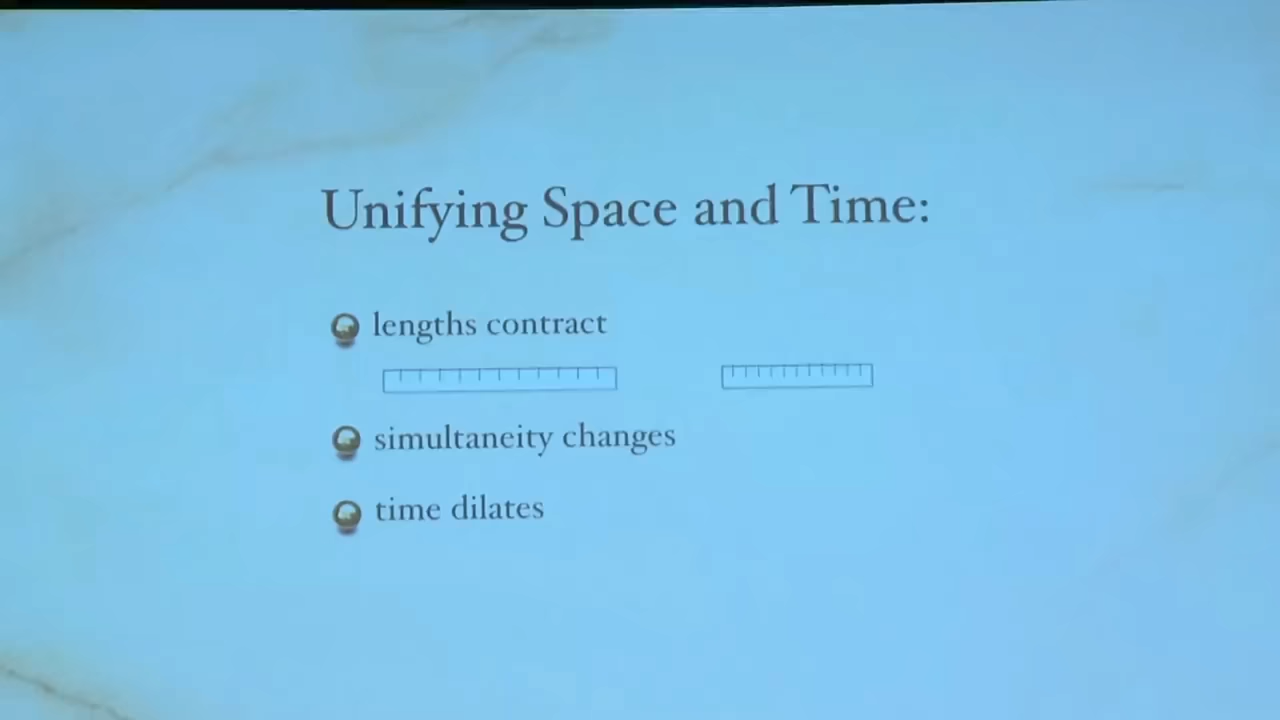 Unifying Space and Time:
lengths contract
simultaneity changes
time dilates